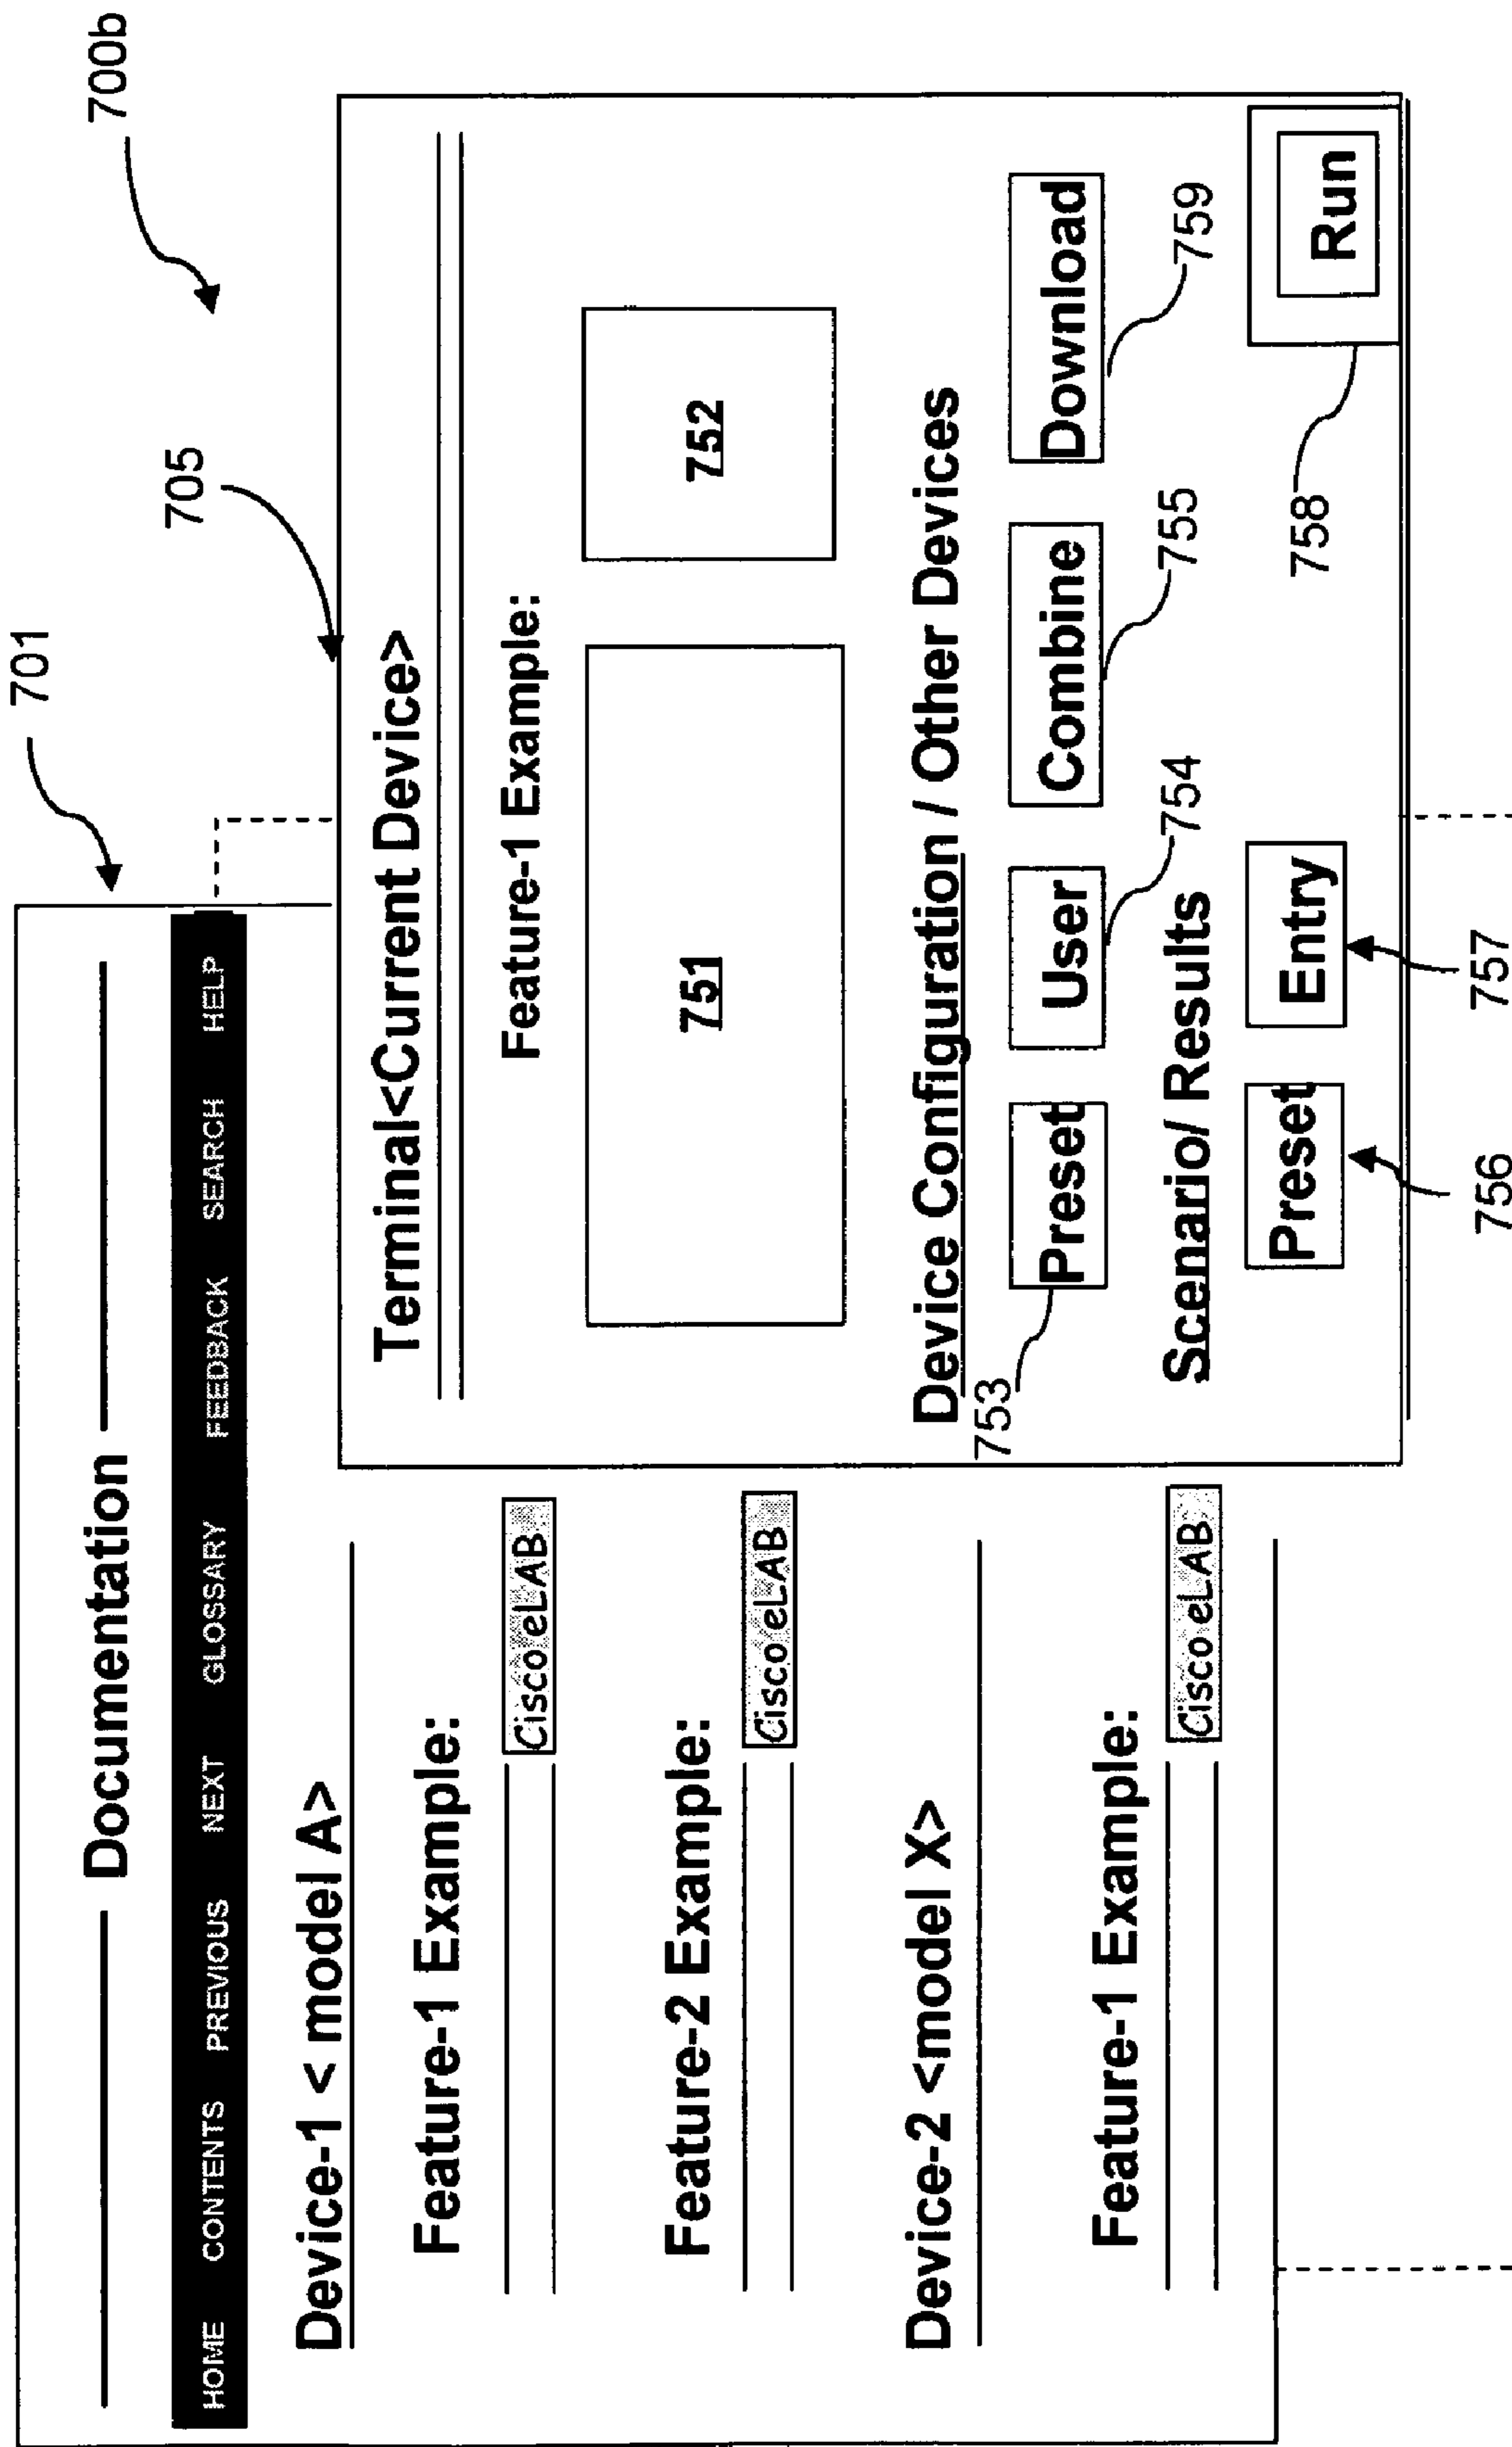 700b
701
705
Documentation
HOME CONTENTS PREVIOUS NEXT GLOSSARY FEEDBACK SEARCH HELP
Device-1 < model A>
Feature-1 Example:
Cisco eLAB
Feature-2 Example:
Cisco eLAB
Device-2 <model X>
Feature-1 Example:
Cisco eLAB
Terminal<Current Device>
Feature-1 Example:
751
752
Device Configuration / Other Devices
753
Preset
User
Combine
Download
754
755
759
Scenario/ Results
Preset
Entry
Run
756
757
758